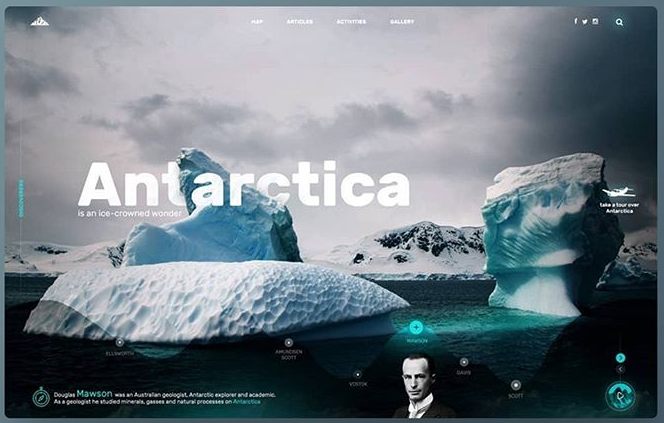 MAP ARTICLES ACTIVITIES GALLERY
Antarctica
is an ice-crowned wonder
DISCOVERERS
take a tour over
Antarctica
ELLSWORTH
AMUNDSEN
SCOTT
VOSTOK
MAWSON
DAVIS
SCOTT
Douglas Mawson was an Australian geologist, Antarctic explorer and academic.
As a geologist he studied minerals, gasses and natural processes on Antarctica